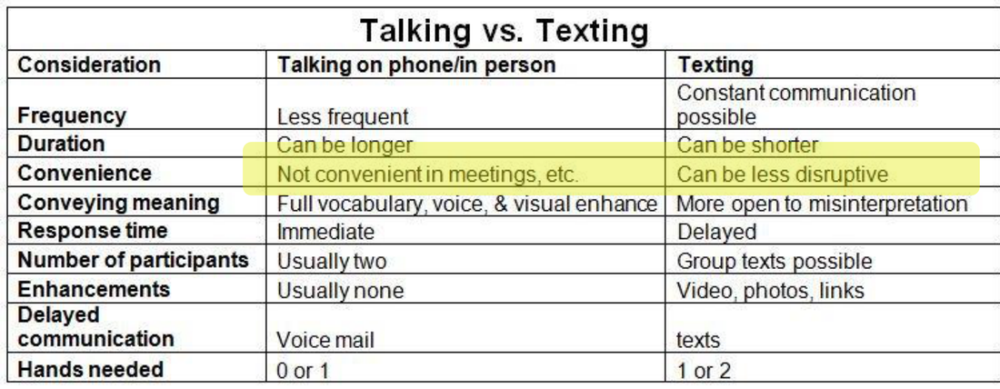 Talking vs. Texting
Consideration Talking on phone/in person Texting
Constant communication
Frequency Less frequent possible
Duration Can be longer Can be shorter
Convenience Not convenient in meetings, etc. Can be less disruptive
Conveying meaning Full vocabulary, voice, & visual enhance More open to misinterpretation
Response time Immediate Delayed
Number of participants Usually two Group texts possible
Enhancements Usually none Video, photos, links
Delayed
communication Voice mail texts
Hands needed 0 or 1 1 or 2